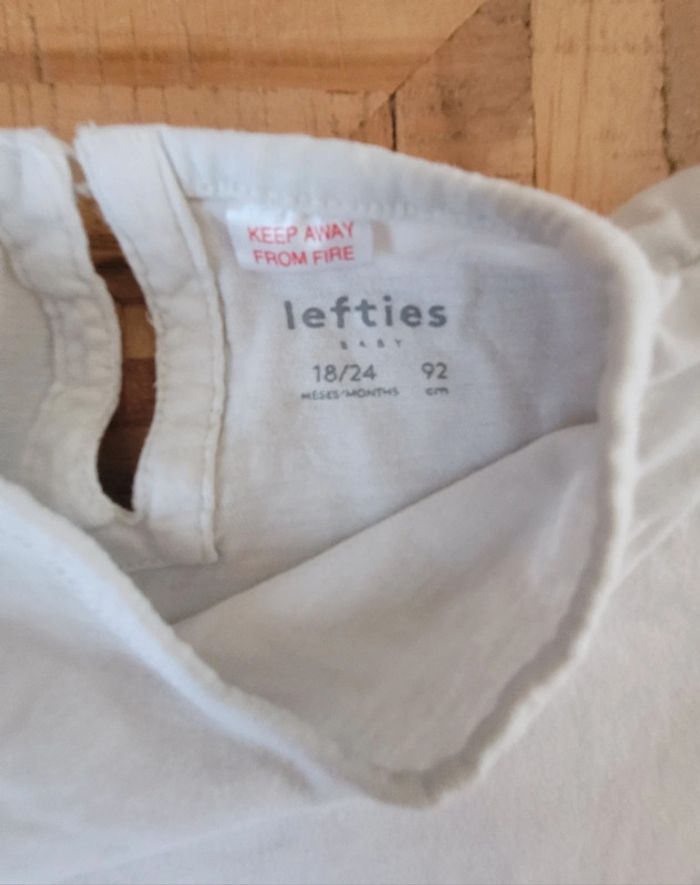 KEEP AWAY
FROM FIRE
lefties
BABY
18/24 92
MESES-MONTHS cm